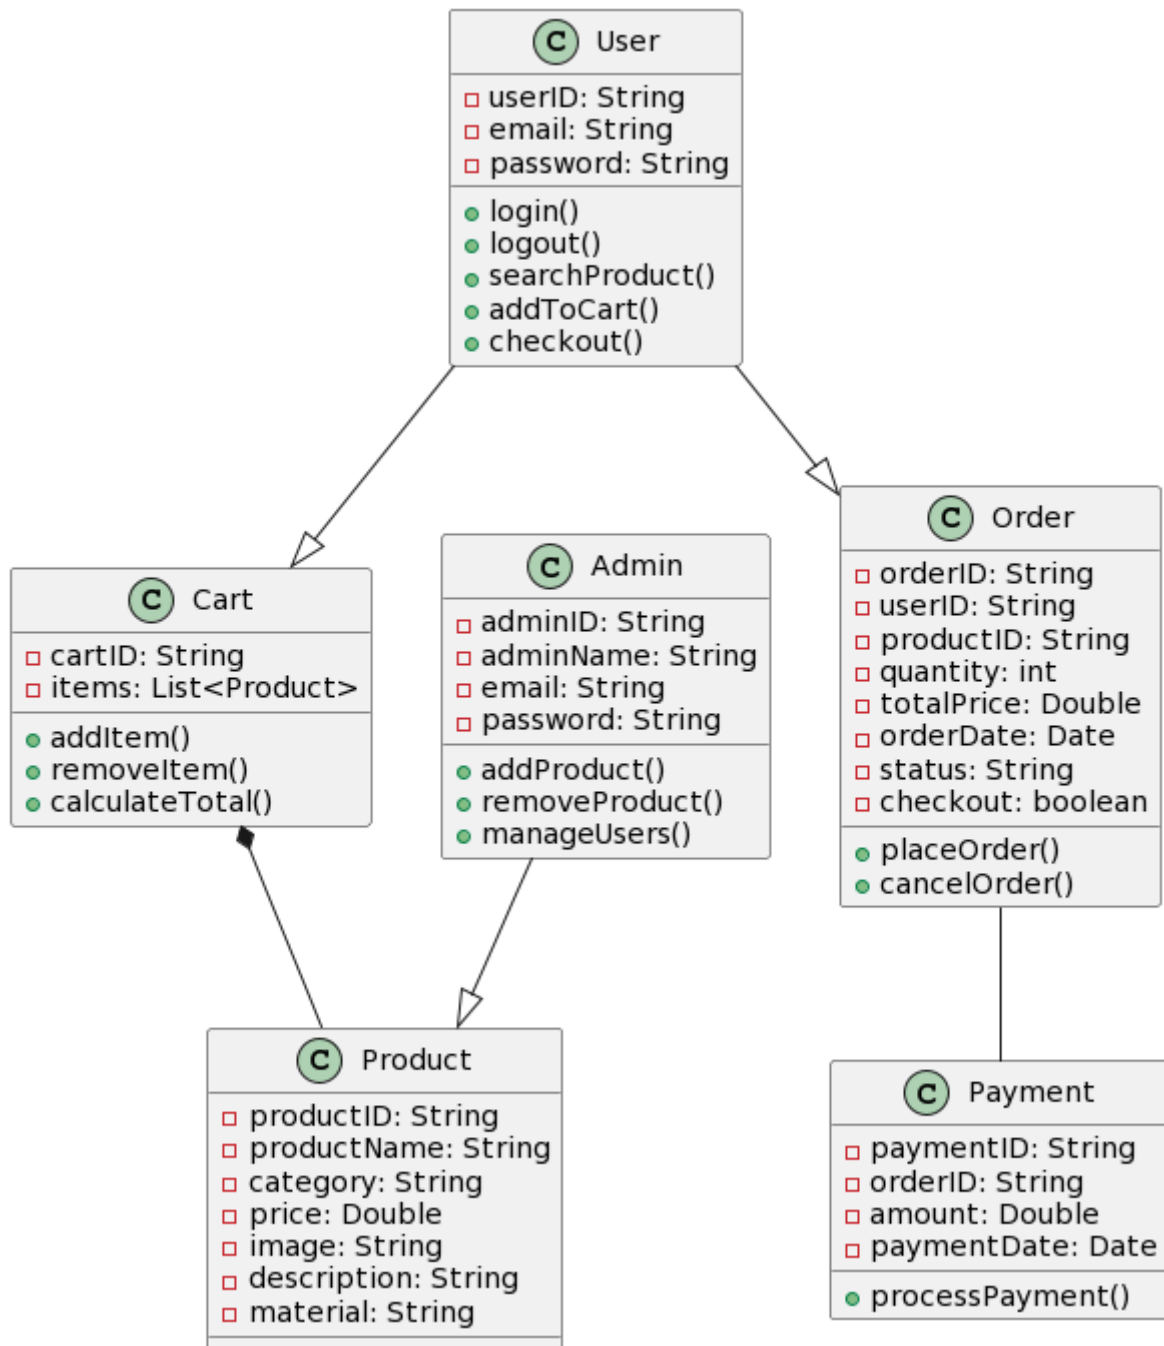 C User
userID: String
email: String
password: String
login()
logout()
searchProduct()
addToCart()
checkout()
C Cart
cartID: String
items: List<Product>
addItem()
removeItem()
calculateTotal()
C Admin
adminID: String
adminName: String
email: String
password: String
addProduct()
removeProduct()
manageUsers()
C Order
orderID: String
userID: String
productID: String
quantity: int
totalPrice: Double
orderDate: Date
status: String
checkout: boolean
placeOrder()
cancelOrder()
C Product
productID: String
productName: String
category: String
price: Double
image: String
description: String
material: String
C Payment
paymentID: String
orderID: String
amount: Double
paymentDate: Date
processPayment()